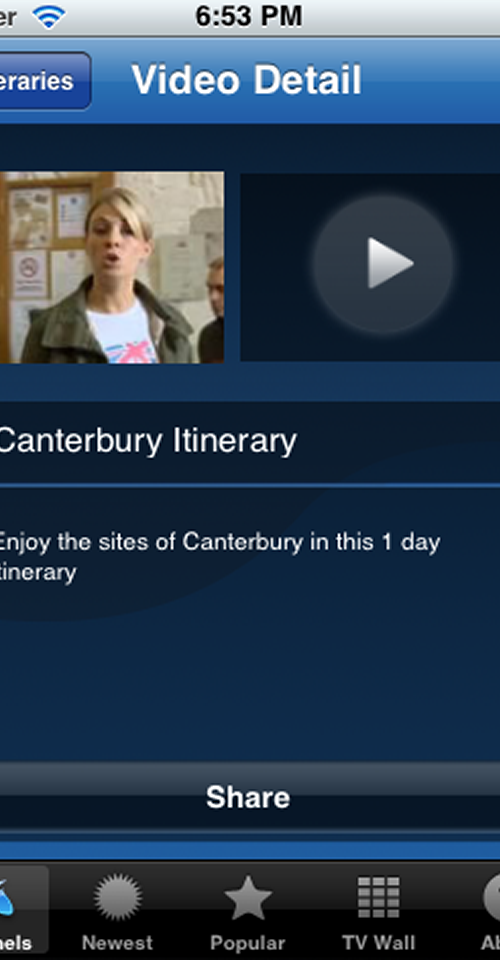 er 6:53 PM
eraries Video Detail
Canterbury Itinerary
Enjoy the sites of Canterbury in this 1 day
itinerary
Share
nels Newest Popular TV Wall Ab